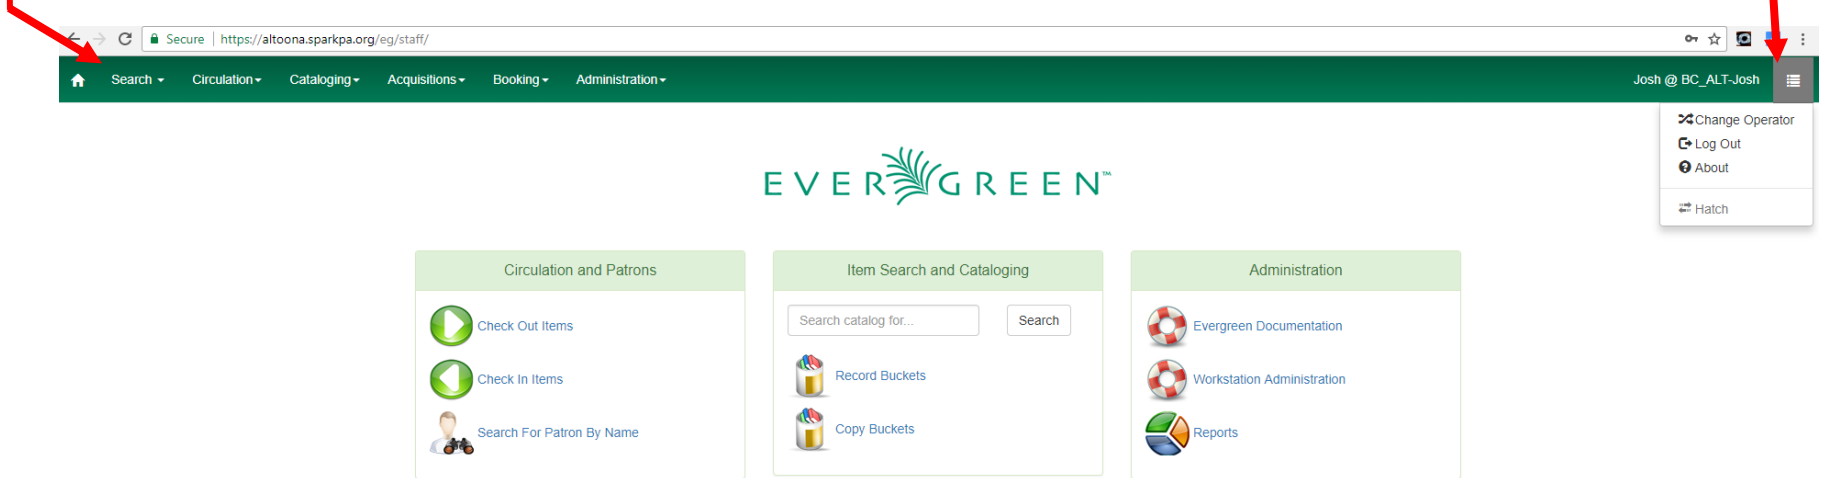 Secure | https://altoona.sparkpa.org/eg/staff/
Search Circulation Cataloging Acquisitions Booking Administration Josh @ BC_ALT-Josh
Change Operator
Log Out
About
Hatch
EVERGREEN™
Circulation and Patrons
Check Out Items
Check In Items
Search For Patron By Name
Item Search and Cataloging
Search catalog for... Search
Record Buckets
Copy Buckets
Administration
Evergreen Documentation
Workstation Administration
Reports